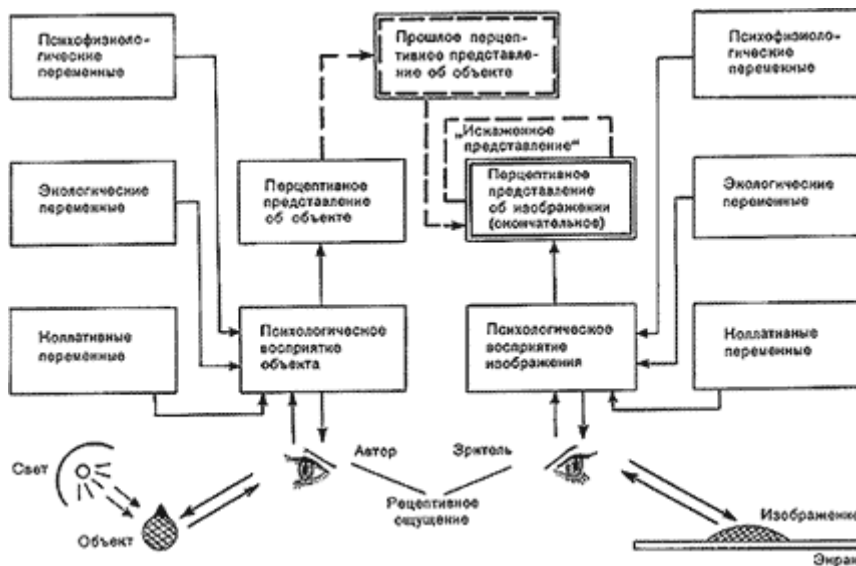 Психофизиоло-
гические
переменные
Прошлое перцеп-
тивное представле-
ние об объекте
Психофизиоло-
гические
переменные
„Искаженное
представление“
Экологические
переменные
Перцептивное
представление
об объекте
Перцептивное
представление
об изображении
(окончательное)
Экологические
переменные
Коллативные
переменные
Психологическое
восприятие
объекта
Психологическое
восприятие
изображения
Коллативные
переменные
Свет
Автор
Зритель
Рецептивное
ощущение
Объект
Изображение
Экран